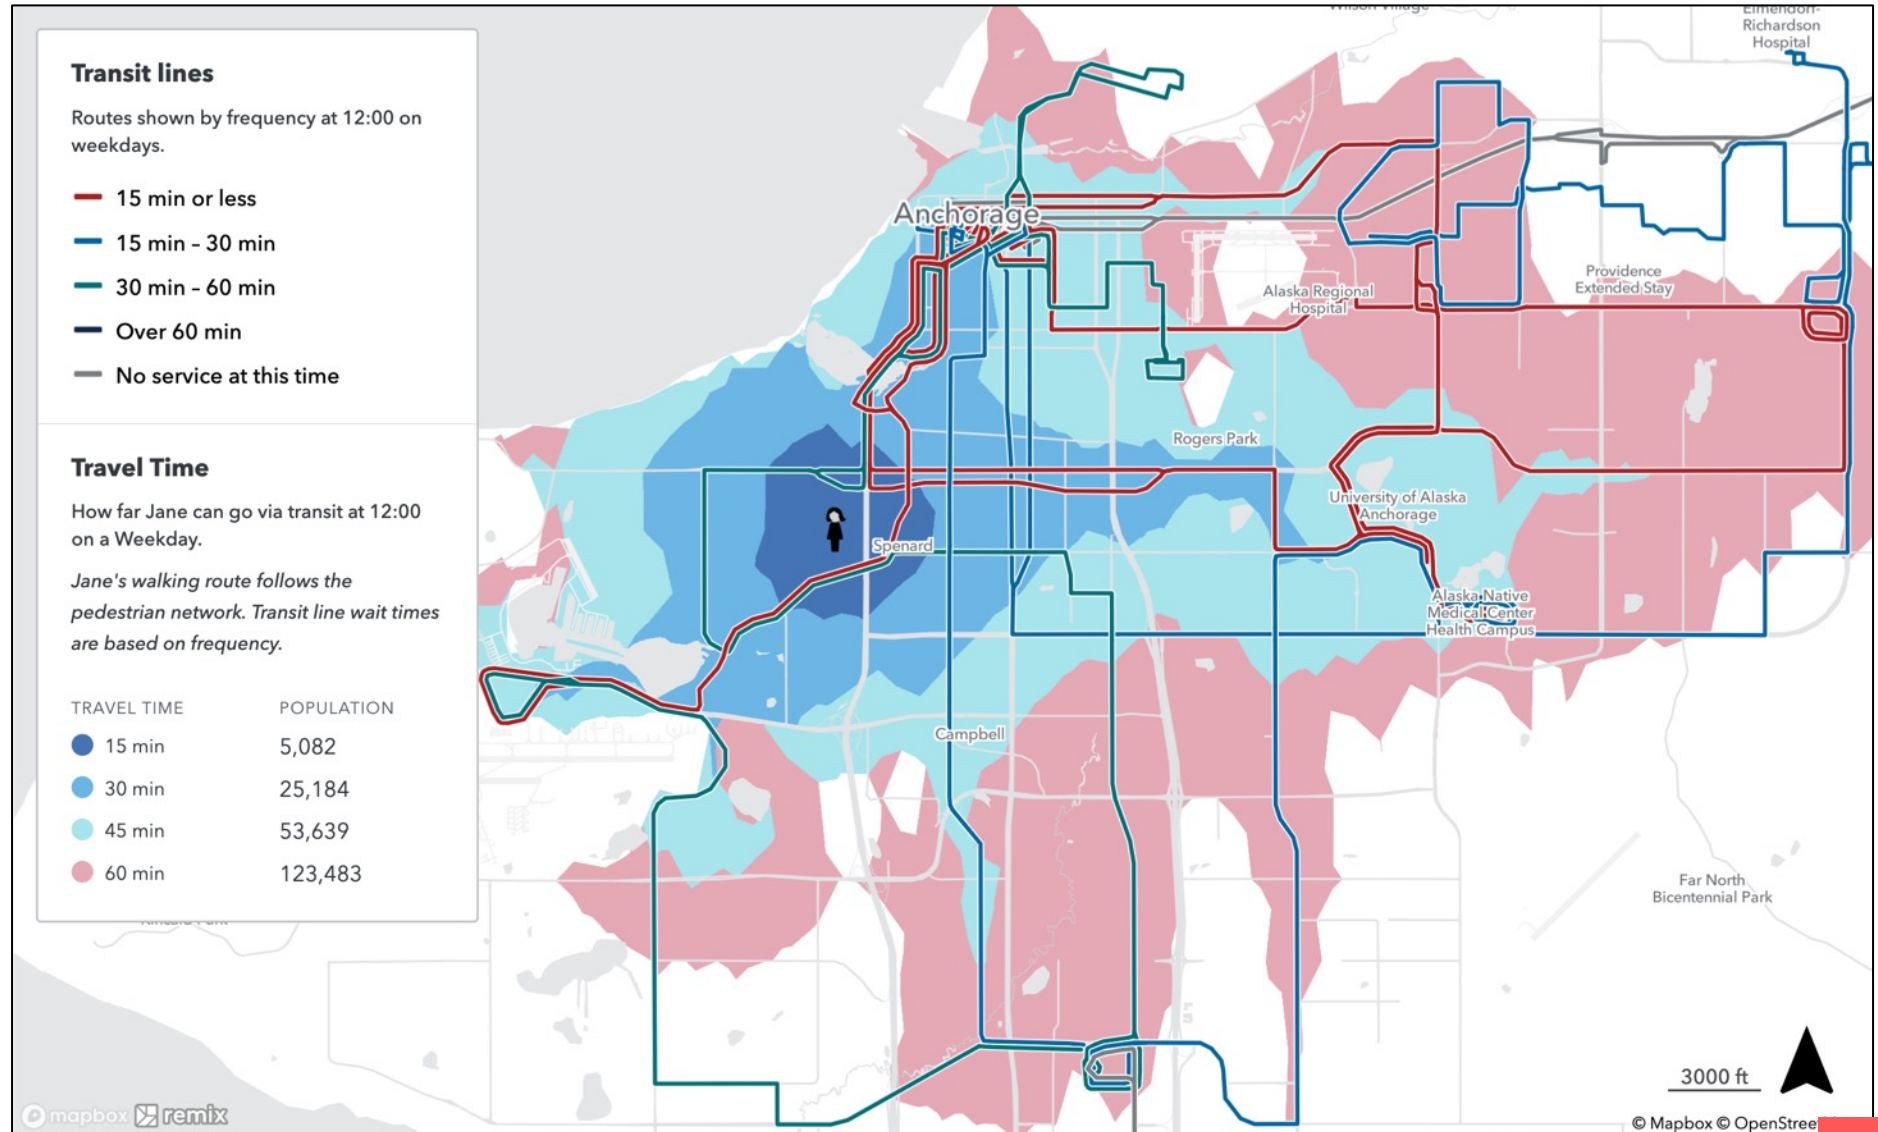 Transit lines
Routes shown by frequency at 12:00 on
weekdays.
15 min or less
15 min – 30 min
30 min – 60 min
Over 60 min
No service at this time
Travel Time
How far Jane can go via transit at 12:00
on a Weekday.
Jane's walking route follows the
pedestrian network. Transit line wait times
are based on frequency.
TRAVEL TIME POPULATION
15 min 5,082
30 min 25,184
45 min 53,639
60 min 123,483
Elmendorf-
Richardson
Hospital
Anchorage
Alaska Regional
Hospital
Providence
Extended Stay
Rogers Park
University of Alaska
Anchorage
Spenard
Alaska Native
Medical Center
Health Campus
Campbell
Far North
Bicentennial Park
3000 ft
mapbox remix
© Mapbox © OpenStree